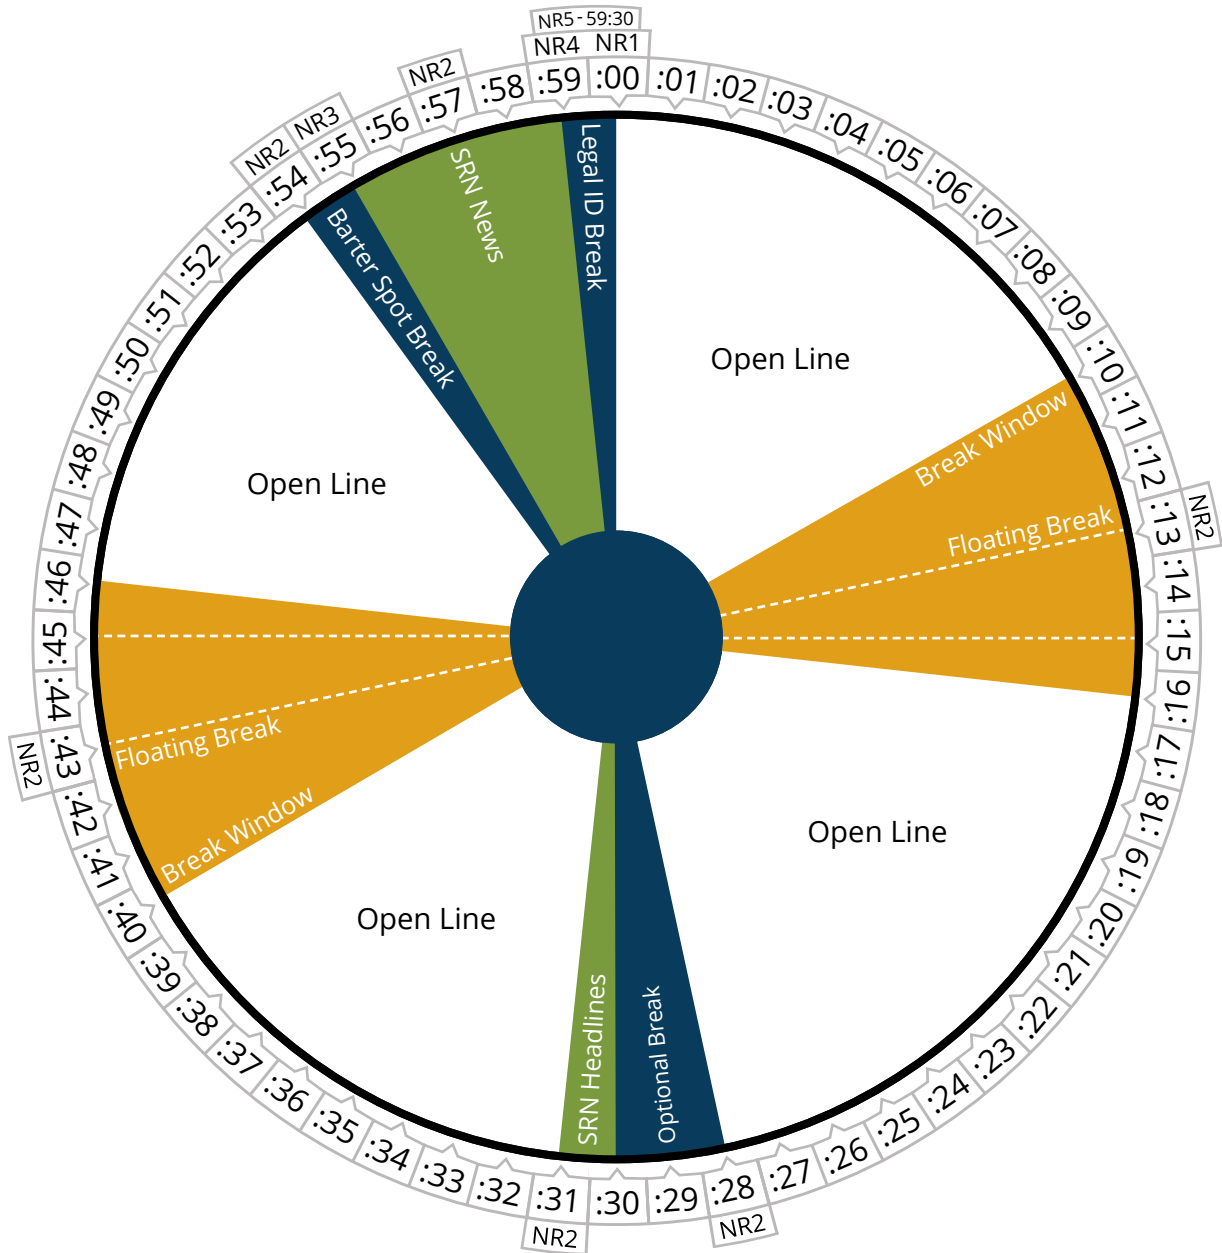 NR5 - 59:30
NR4 NR1
:00
:01
:02
:03
:04
:05
:06
:07
:08
:09
:10
:11
:12
:13
NR2
:14
:15
:16
:17
:18
:19
:20
:21
:22
:23
:24
:25
:26
:27
:28
NR2
:29
:30
:31
NR2
:32
:33
:34
:35
:36
:37
:38
:39
:40
:41
:42
:43
NR2
:44
:45
:46
:47
:48
:49
:50
:51
:52
:53
:54
NR2
:55
NR3
:56
:57
NR2
:58
:59
Legal ID Break
Open Line
Break Window
Floating Break
Open Line
Optional Break
SRN Headlines
Open Line
Break Window
Floating Break
Open Line
Barter Spot Break
SRN News